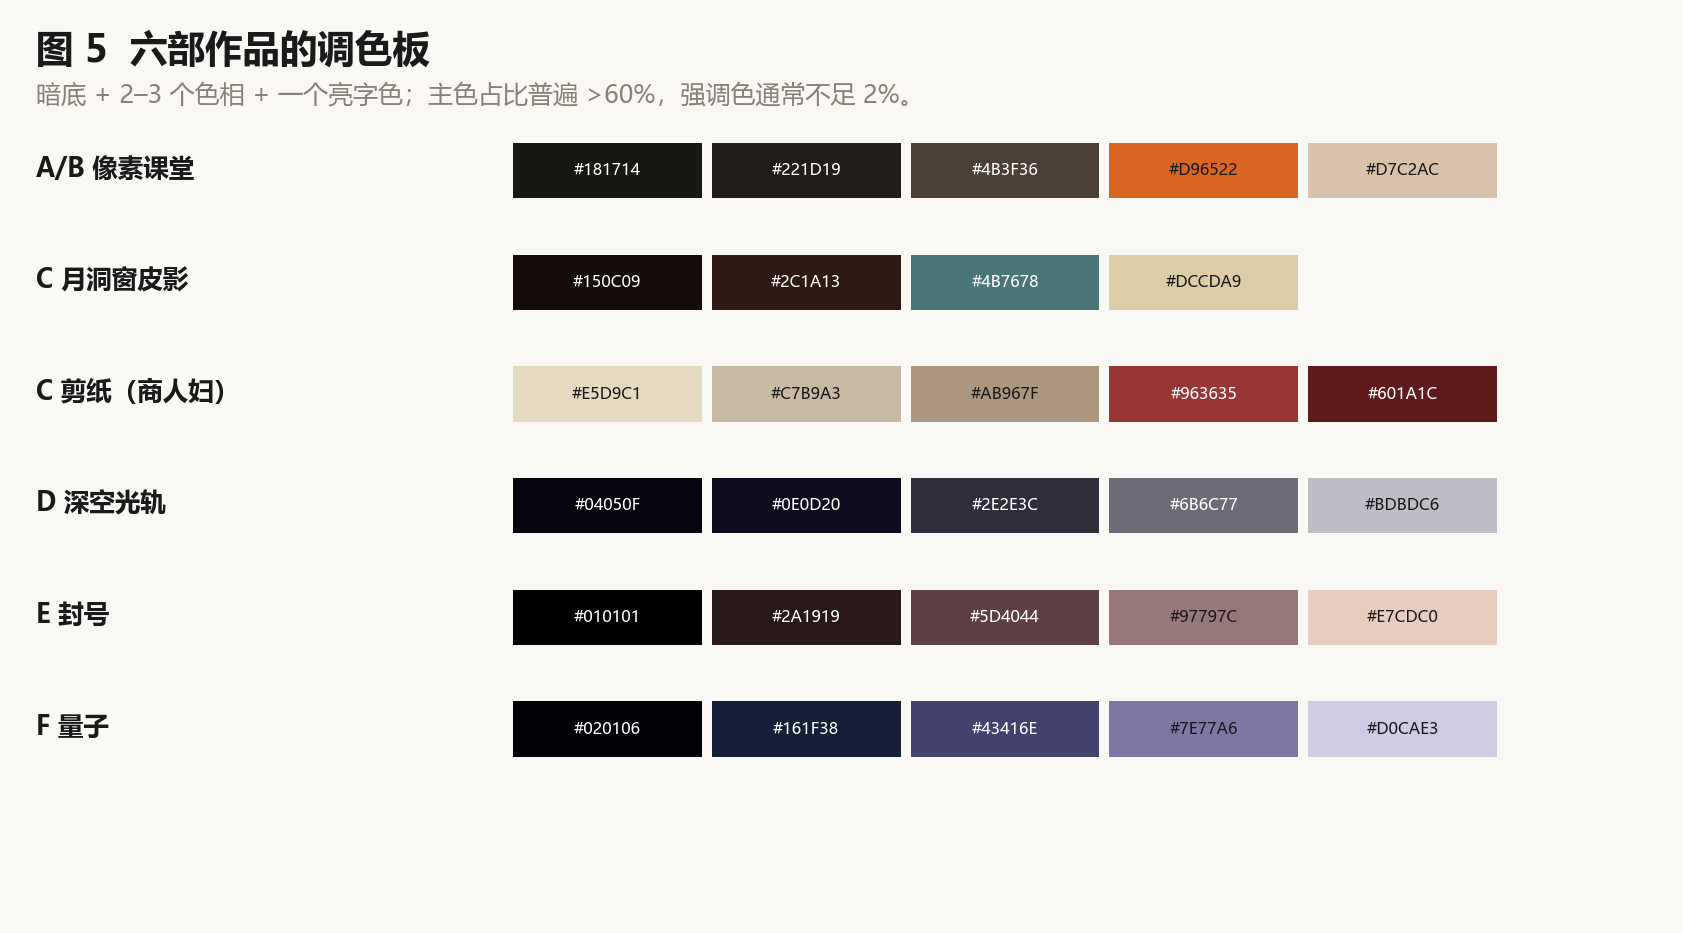 图 5 六部作品的调色板
暗底 + 2–3 个色相 + 一个亮字色；主色占比普遍 >60%，强调色通常不足 2%。
A/B 像素课堂 #181714 #221D19 #4B3F36 #D96522 #D7C2AC
C 月洞窗皮影 #150C09 #2C1A13 #4B7678 #DCCDA9
C 剪纸（商人妇） #E5D9C1 #C7B9A3 #AB967F #963635 #601A1C
D 深空光轨 #04050F #0E0D20 #2E2E3C #6B6C77 #BDBDC6
E 封号 #010101 #2A1919 #5D4044 #97797C #E7CDC0
F 量子 #020106 #161F38 #43416E #7E77A6 #D0CAE3